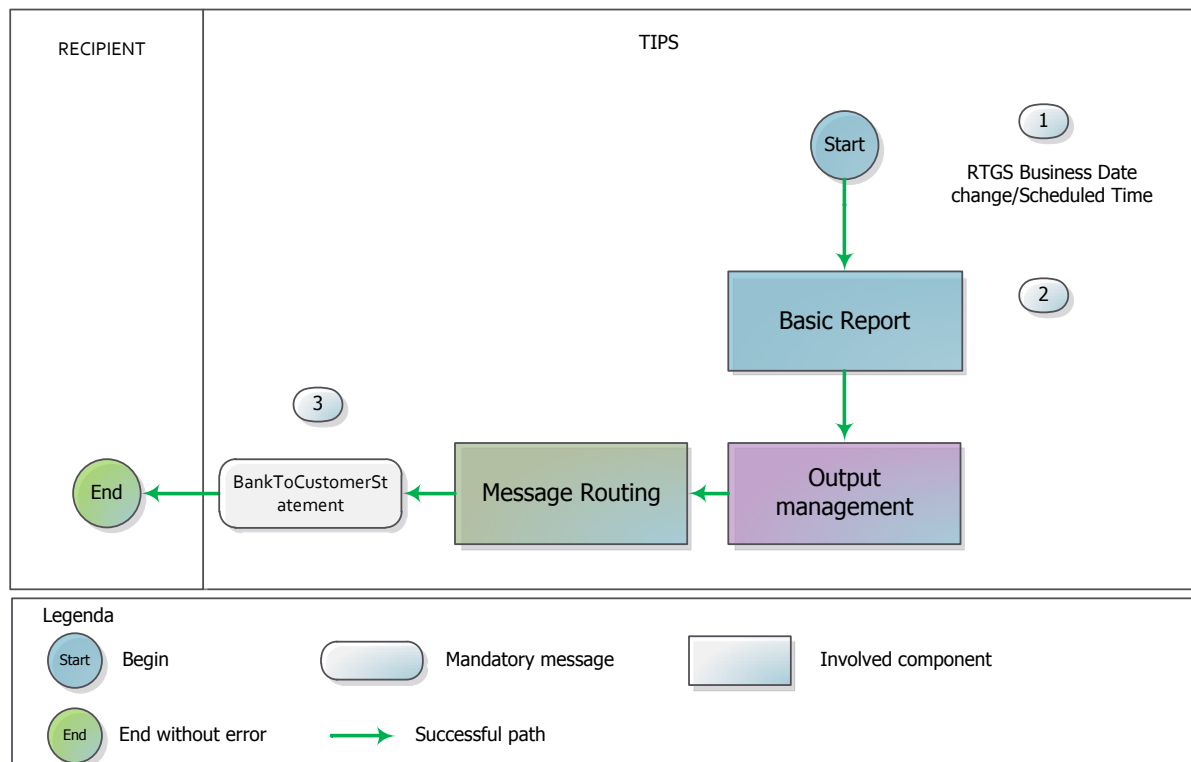 RECIPIENT
TIPS
Start
1
RTGS Business Date
change/Scheduled Time
Basic Report
2
3
End
BankToCustomerSt
atement
Message Routing
Output
management
Legenda
Start
Begin
Mandatory message
Involved component
End
End without error
Successful path